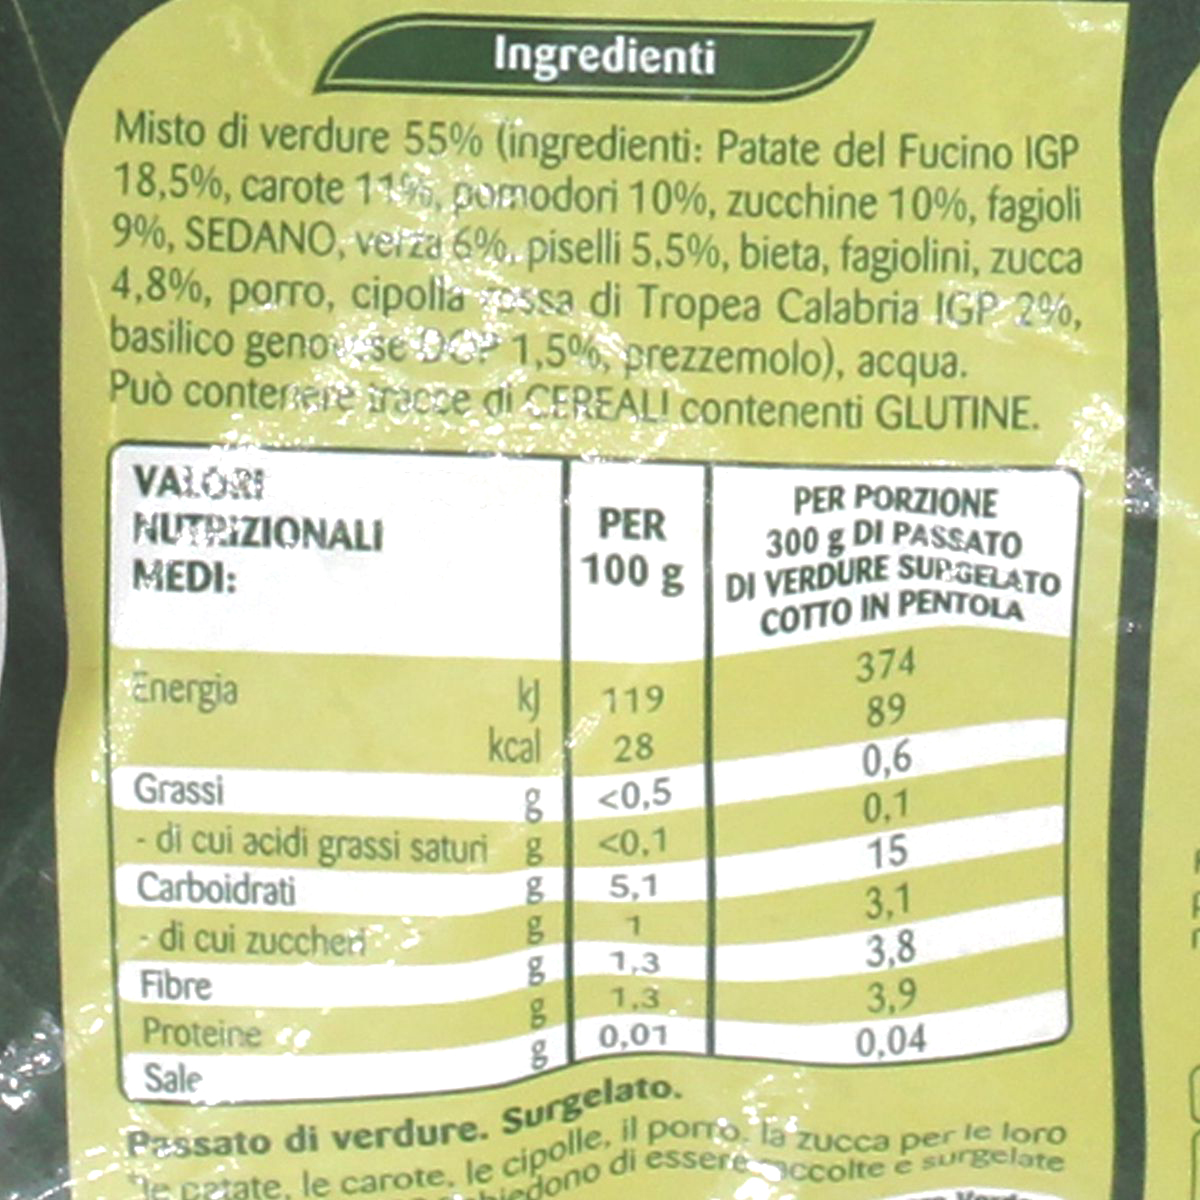 Ingredienti
Misto di verdure 55% (ingredienti: Patate del Fucino IGP
18,5%, carote 11%, pomodori 10%, zucchine 10%, fagioli
9%, SEDANO, verza 6%, piselli 5,5%, bieta, fagiolini, zucca
4,8%, porro, cipolla rossa di Tropea Calabria IGP 2%,
basilico genovese DOP 1,5%, prezzemolo), acqua.
Può contenere tracce di CEREALI contenenti GLUTINE.
VALORI
NUTRIZIONALI
MEDI:
PER
100 g
PER PORZIONE
300 g DI PASSATO
DI VERDURE SURGELATO
COTTO IN PENTOLA
Energia kJ 119 374
kcal 28 89
Grassi g <0,5 0,6
- di cui acidi grassi saturi g <0,1 0,1
Carboidrati g 5,1 15
- di cui zuccheri g 1 3,1
Fibre g 1,3 3,8
Proteine g 1,3 3,9
Sale g 0,01 0,04
Passato di verdure. Surgelato.
"le patate, le carote, le cipolle, il porro, la zucca per le loro
di essere accolte e surgelate